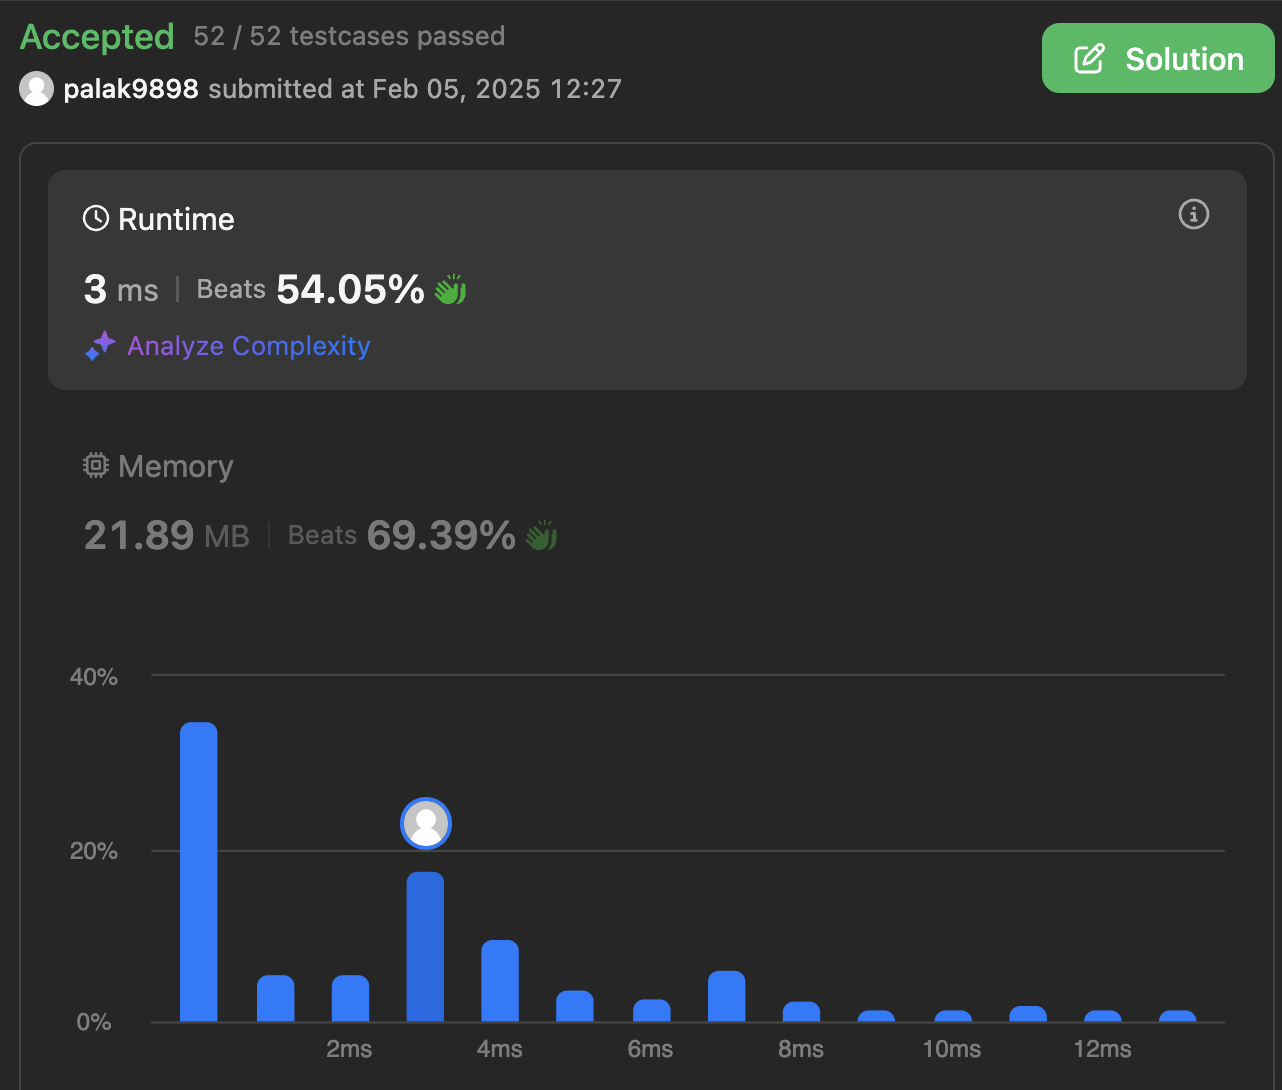 Accepted 52 / 52 testcases passed
Solution
palak9898 submitted at Feb 05, 2025 12:27
Runtime
3 ms | Beats 54.05%
Analyze Complexity
Memory
21.89 MB | Beats 69.39%
40%
20%
0%
2ms 4ms 6ms 8ms 10ms 12ms